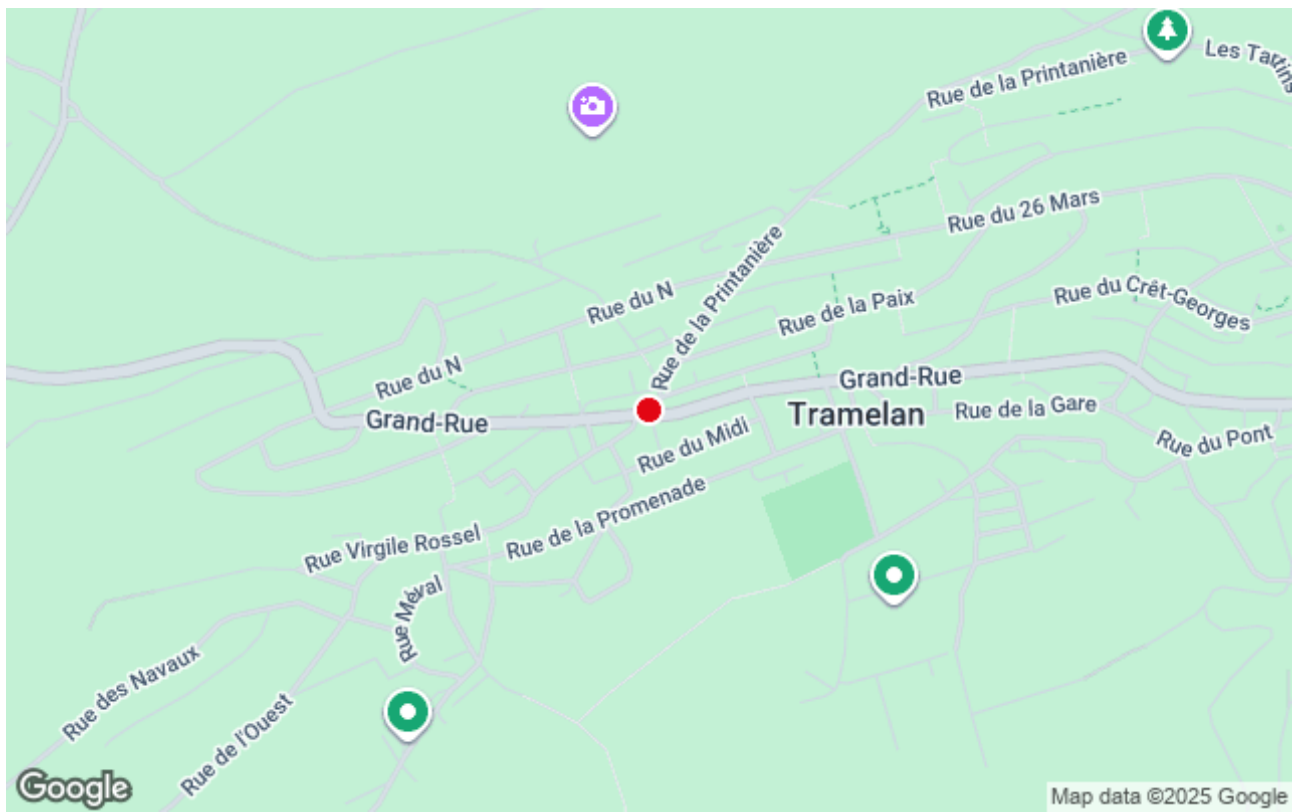 Les Tartins
Rue de la Printanière
Rue du 26 Mars
Rue de la Printanière
Rue du N
Rue de la Paix
Rue du Crêt-Georges
Rue du N
Grand-Rue
Grand-Rue
Tramelan
Rue de la Gare
Rue du Midi
Rue du Pont
Rue de la Promenade
Rue Virgile Rossel
Rue Méval
Rue des Navaux
Rue de l'Ouest
Google
Map data ©2025 Google